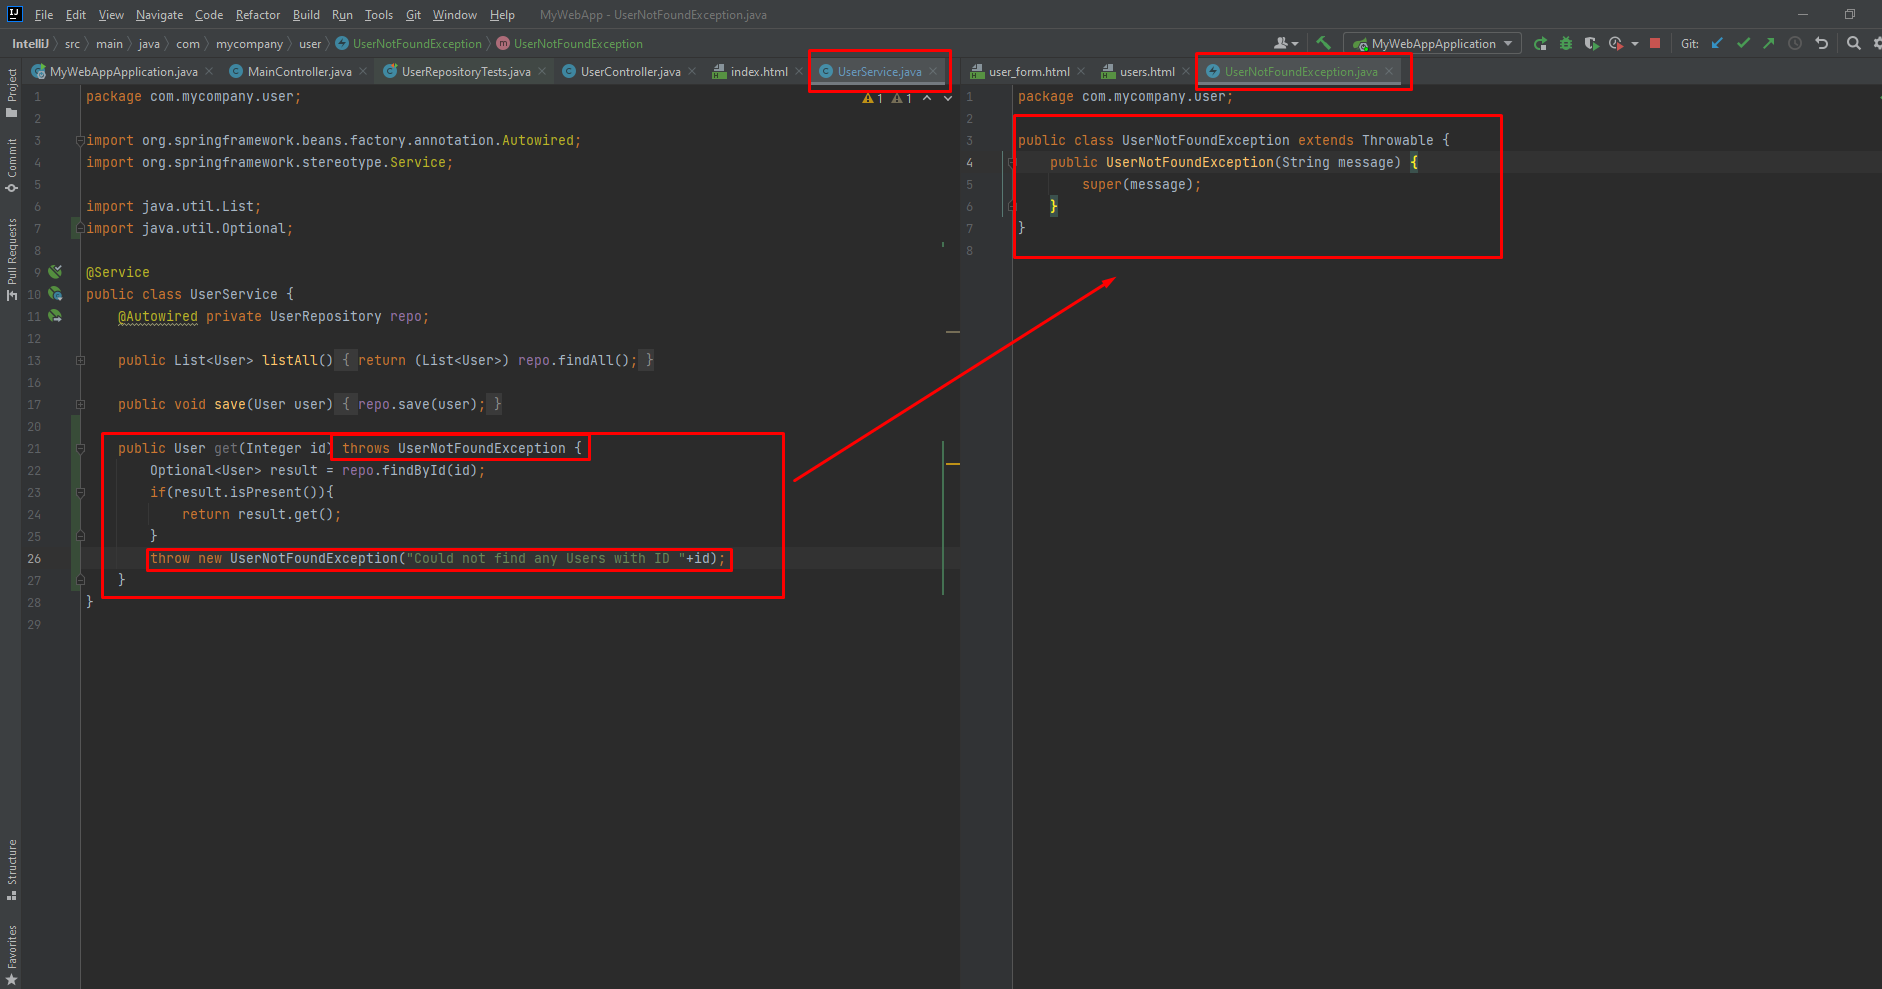 File Edit View Navigate Code Refactor Build Run Tools Git Window Help MyWebApp - UserNotFoundException.java
IntelliJ src main java com mycompany user UserNotFoundException UserNotFoundException MyWebAppApplication Git:
MyWebAppApplication.java MainController.java UserRepositoryTests.java UserController.java index.html UserService.java user_form.html users.html UserNotFoundException.java
Project
Commit
Pull Requests
Structure
Favorites
1 1
1 package com.mycompany.user;
2
3 import org.springframework.beans.factory.annotation.Autowired;
4 import org.springframework.stereotype.Service;
5
6 import java.util.List;
7 import java.util.Optional;
8
9 @Service
10 public class UserService {
11 @Autowired private UserRepository repo;
12
13 public List<User> listAll() { return (List<User>) repo.findAll(); }
16
17 public void save(User user) { repo.save(user); }
20
21 public User get(Integer id) throws UserNotFoundException {
22 Optional<User> result = repo.findById(id);
23 if(result.isPresent()){
24 return result.get();
25 }
26 throw new UserNotFoundException("Could not find any Users with ID "+id);
27 }
28 }
29
1 package com.mycompany.user;
2
3 public class UserNotFoundException extends Throwable {
4 public UserNotFoundException(String message) {
5 super(message);
6 }
7 }
8